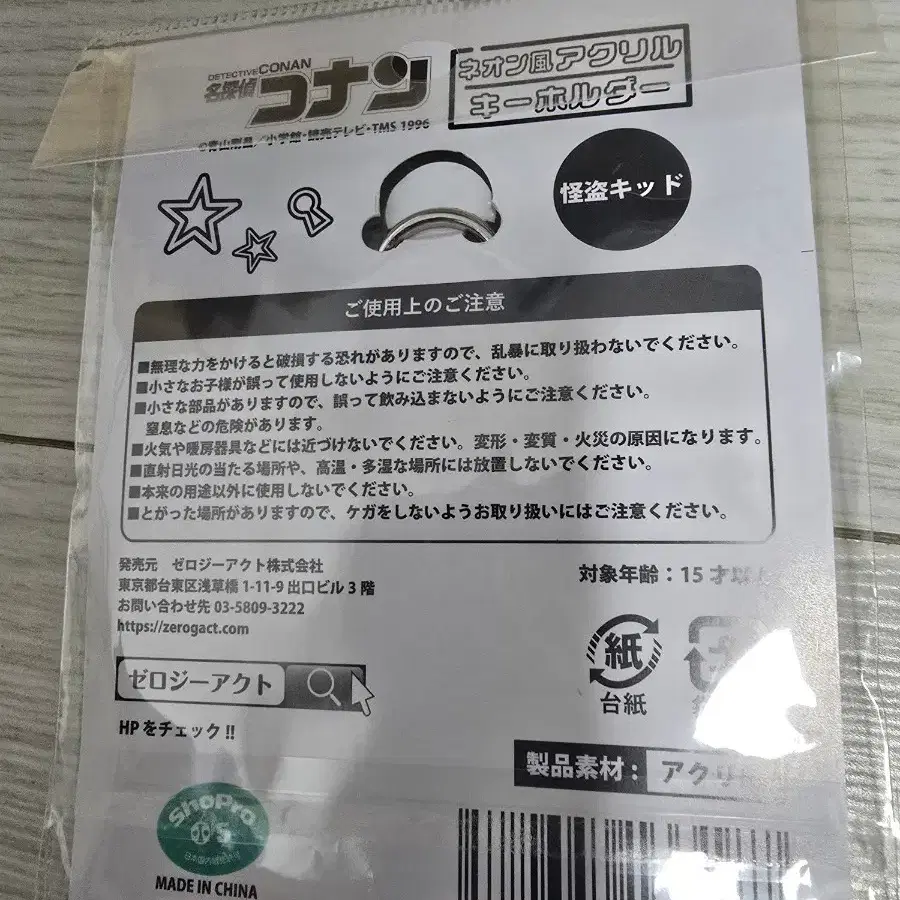 DETECTIVE CONAN
名探偵コナン
©青山剛昌/小学館・読売テレビ・TMS 1996
ネオン風アクリル
キーホルダー
怪盗キッド
ご使用上のご注意
■無理な力をかけると破損する恐れがありますので、乱暴に取り扱わないでください。
■小さなお子様が誤って使用しないようにご注意ください。
■小さな部品がありますので、誤って飲み込まないようにご注意ください。
窒息などの危険があります。
■火気や暖房器具などには近づけないでください。変形・変質・火災の原因になります。
■直射日光の当たる場所や、高温・多湿な場所には放置しないでください。
■本来の用途以外に使用しないでください。
■とがった場所がありますので、ケガをしないようお取り扱いにはご注意ください。
発売元 ゼロジーアクト株式会社
東京都台東区浅草橋 1-11-9 出口ビル 3 階
お問い合わせ先 03-5809-3222
https://zerogact.com
対象年齢:15 才以
紙
台紙
ゼロジーアクト
HP をチェック!!
製品素材: アクリ
ShoPro
MADE IN CHINA